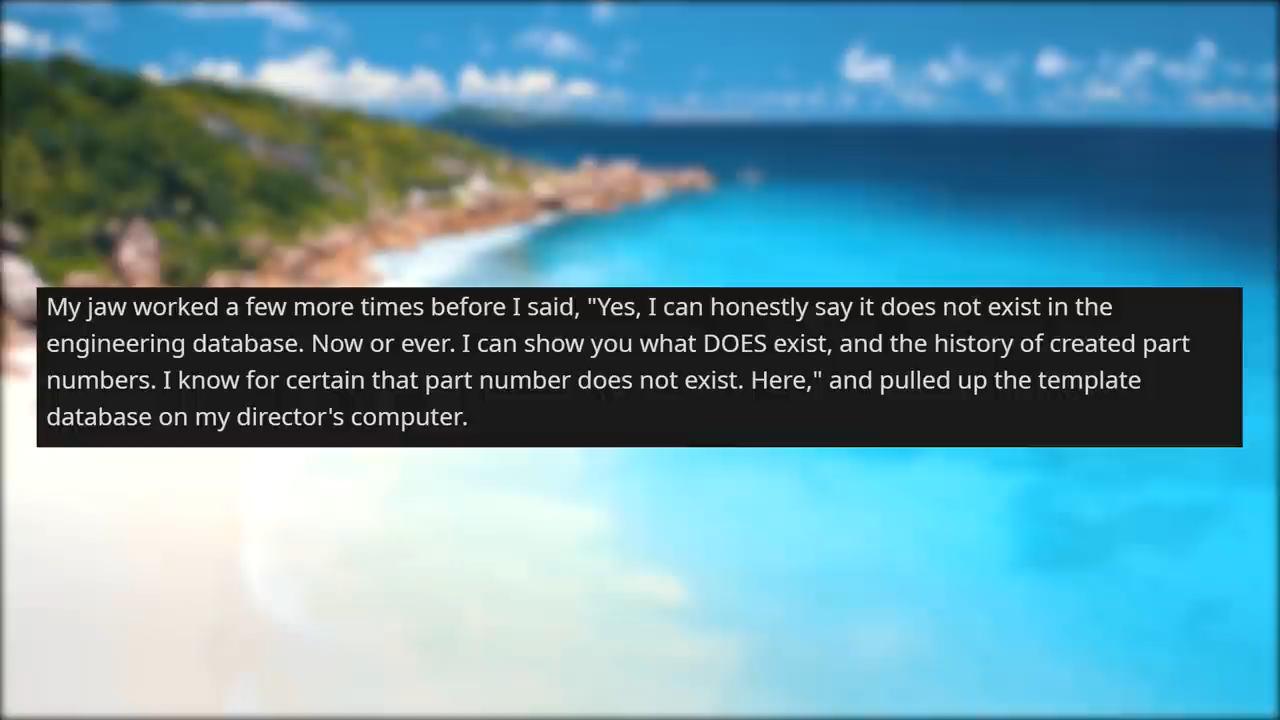 My jaw worked a few more times before I said, "Yes, I can honestly say it does not exist in the
engineering database. Now or ever. I can show you what DOES exist, and the history of created part
numbers. I know for certain that part number does not exist. Here," and pulled up the template
database on my director's computer.